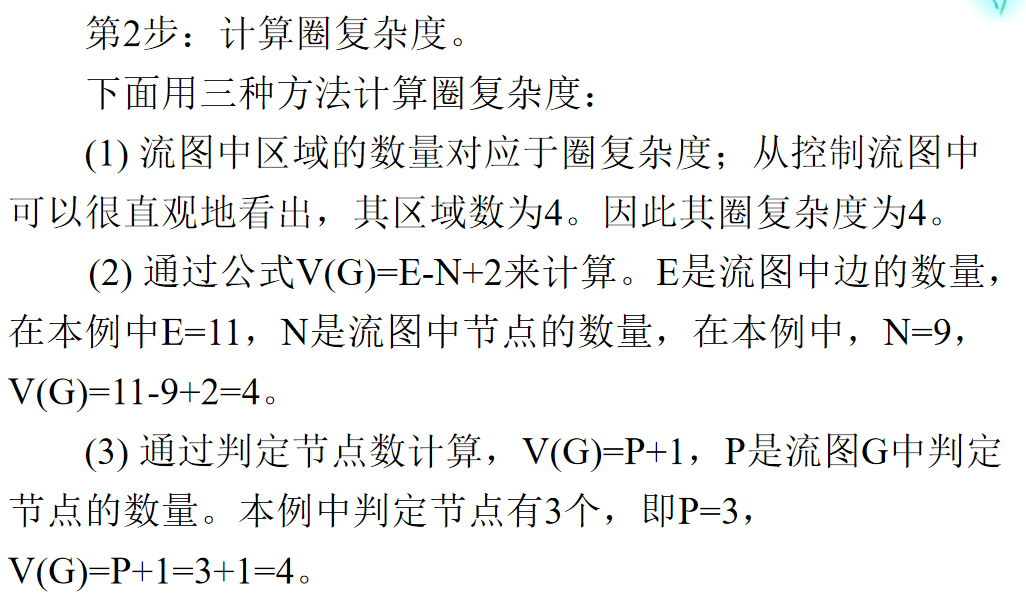 第2步：计算圈复杂度。
下面用三种方法计算圈复杂度：
(1) 流图中区域的数量对应于圈复杂度；从控制流图中
可以很直观地看出，其区域数为4。因此其圈复杂度为4。
(2) 通过公式V(G)=E-N+2来计算。E是流图中边的数量，
在本例中E=11，N是流图中节点的数量，在本例中，N=9，
V(G)=11-9+2=4。
(3) 通过判定节点数计算，V(G)=P+1，P是流图G中判定
节点的数量。本例中判定节点有3个，即P=3，
V(G)=P+1=3+1=4。